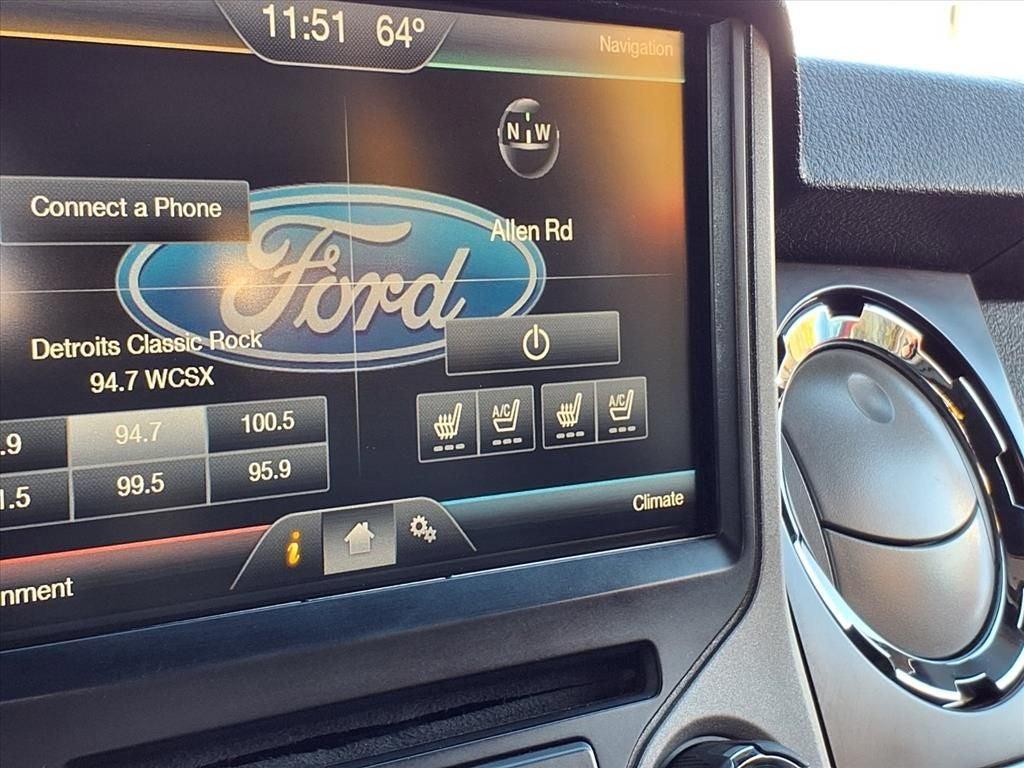 11:51 64°
Navigation
N W
Connect a Phone
Allen Rd
Ford
Detroits Classic Rock
94.7 WCSX
A/C
A/C
.9 94.7 100.5
1.5 99.5 95.9
Climate
i
nment